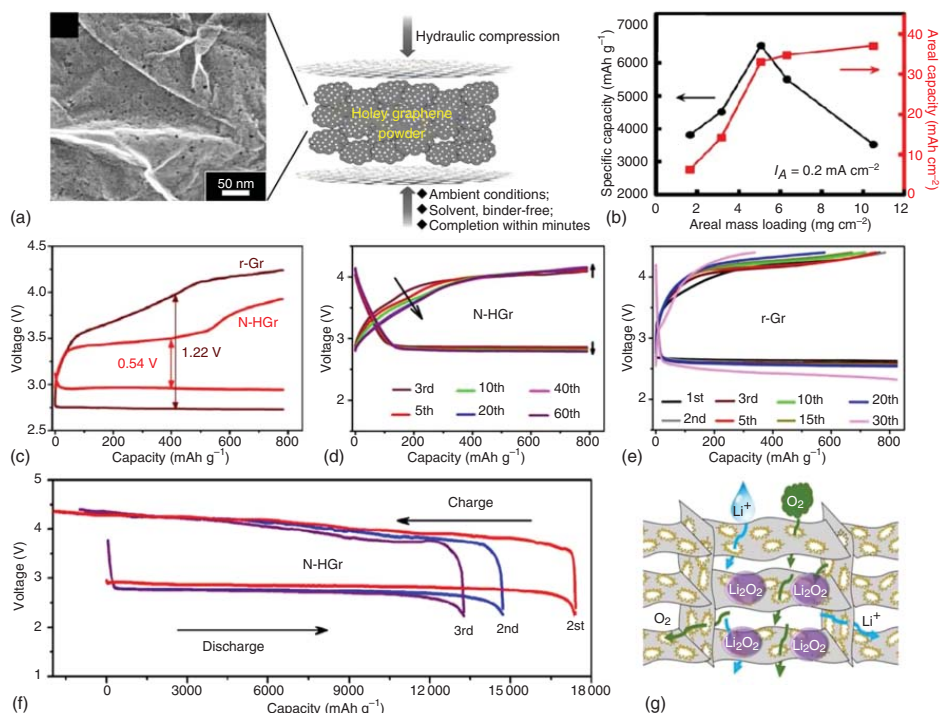 Hydraulic compression
Holey graphene
powder
◆Ambient conditions;
◆Solvent, binder-free;
◆Completion within minutes
50 nm
(a)
7000
6000
5000
4000
3000
2000
Specific capacity (mAh g⁻¹)
40
30
20
10
0
Areal capacity (mAh cm⁻²)
I_A = 0.2 mA cm⁻²
0 2 4 6 8 10 12
(b) Areal mass loading (mg cm⁻²)
4.5
4.0
3.5
3.0
2.5
Voltage (V)
r-Gr
N-HGr
0.54 V
1.22 V
0 200 400 600 800
(c) Capacity (mAh g⁻¹)
4
3
2
Voltage (V)
N-HGr
3rd 10th 40th
5th 20th 60th
0 200 400 600 800
(d) Capacity (mAh g⁻¹)
4
3
2
Voltage (V)
r-Gr
1st 3rd 10th 20th
2nd 5th 15th 30th
0 200 400 600 800
(e) Capacity (mAh g⁻¹)
5
4
3
2
1
Voltage (V)
Charge
N-HGr
3rd 2nd 2st
Discharge
0 3000 6000 9000 12 000 15 000 18 000
(f) Capacity (mAh g⁻¹)
Li⁺
O₂
Li₂O₂ Li₂O₂
O₂
Li⁺
Li₂O₂ Li₂O₂
(g)